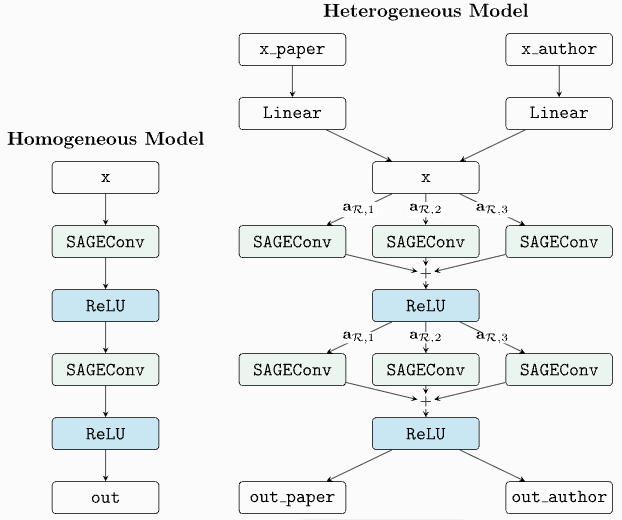 Heterogeneous Model
x_paper
x_author
Linear
Linear
Homogeneous Model
x
x
a_R,1
a_R,2
a_R,3
SAGEConv
SAGEConv
SAGEConv
SAGEConv
+
ReLU
ReLU
a_R,1
a_R,2
a_R,3
SAGEConv
SAGEConv
SAGEConv
SAGEConv
+
ReLU
ReLU
out
out_paper
out_author